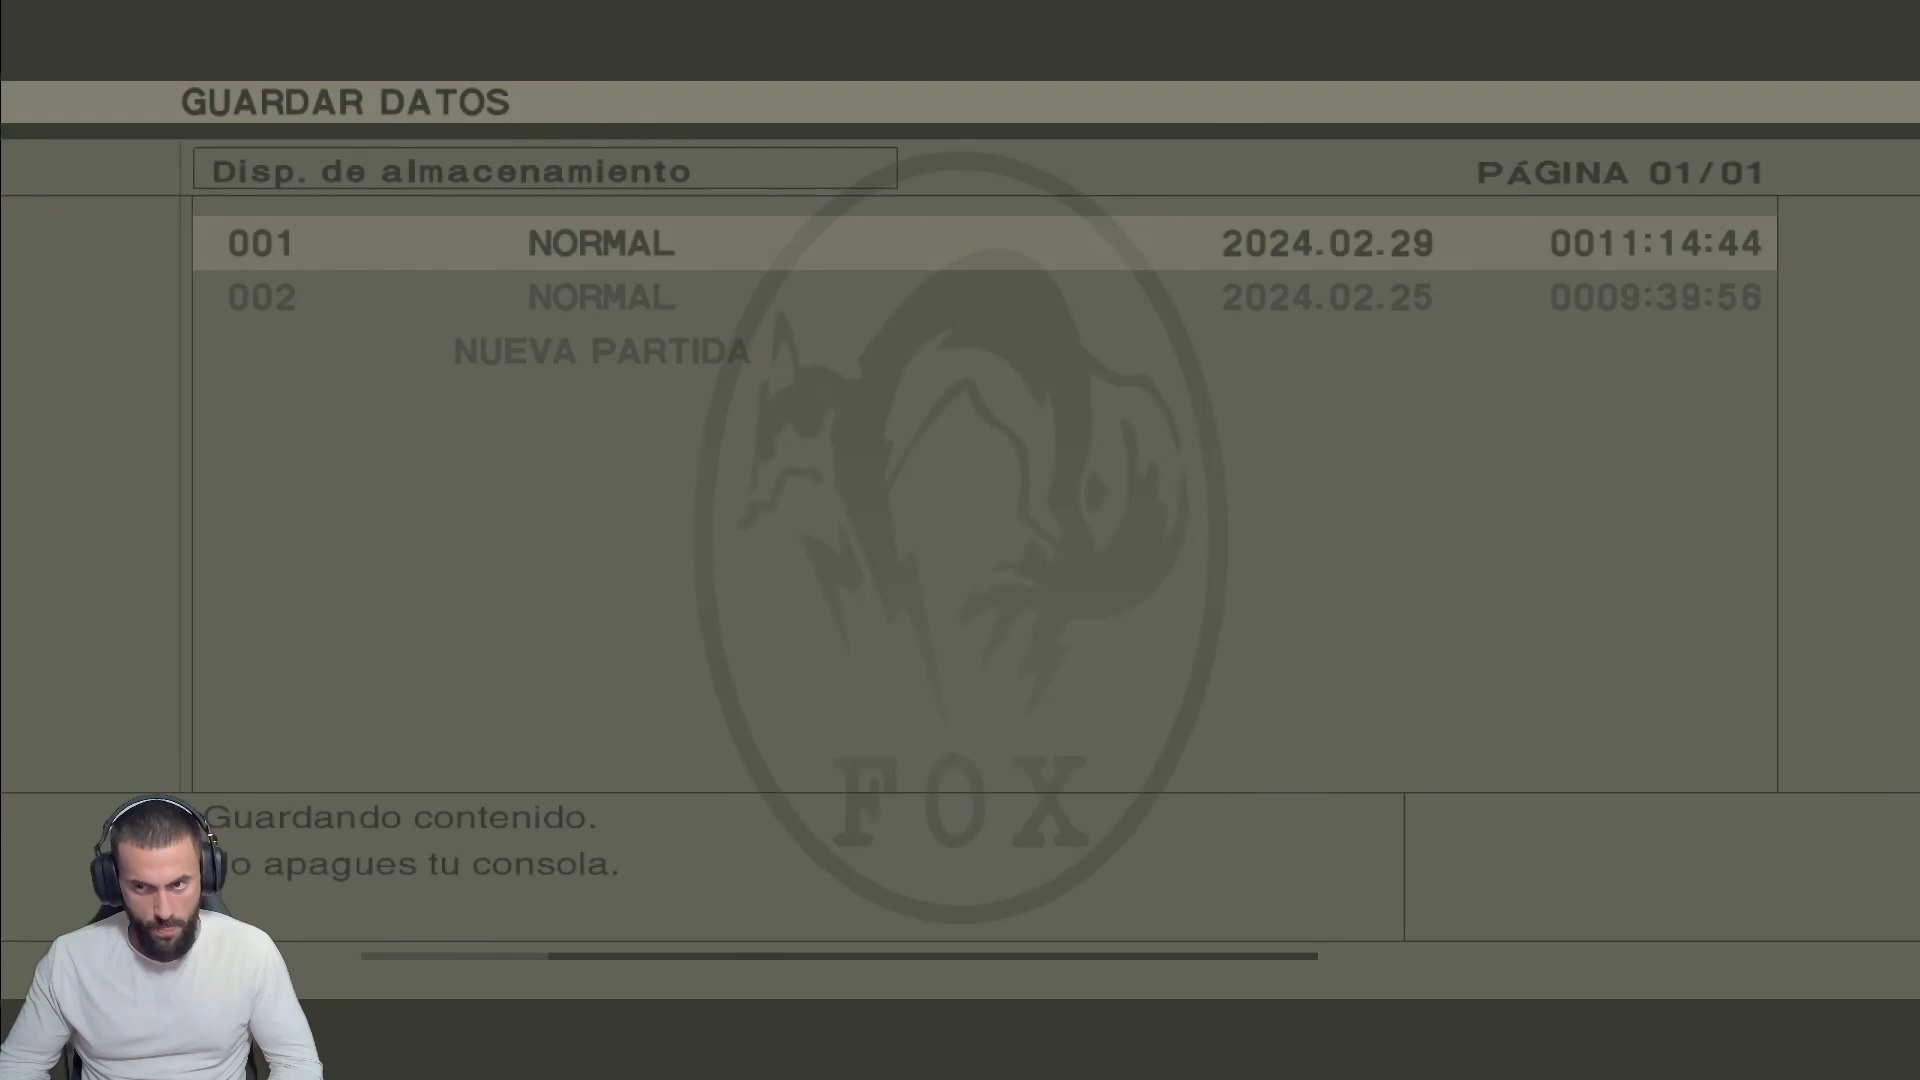 GUARDAR DATOS
Disp. de almacenamiento PÁGINA 01/01
001 NORMAL 2024.02.29 0011:14:44
002 NORMAL 2024.02.25 0009:39:56
NUEVA PARTIDA
FOX
Guardando contenido.
No apagues tu consola.